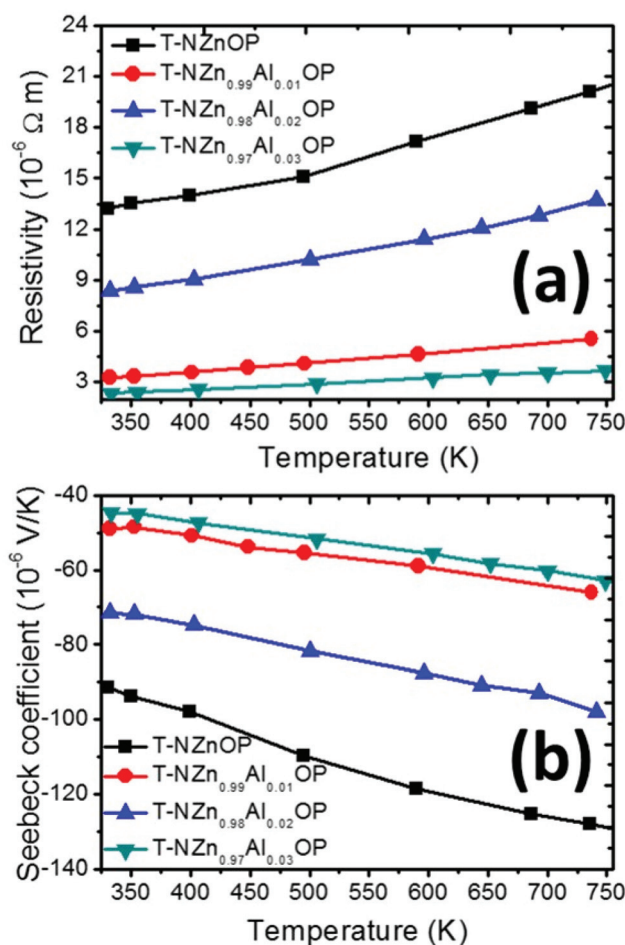 24
21
18
15
12
9
6
3
Resistivity (10⁻⁶ Ω m)
T-NZnOP
T-NZn₀.₉₉Al₀.₀₁OP
T-NZn₀.₉₈Al₀.₀₂OP
T-NZn₀.₉₇Al₀.₀₃OP
(a)
350 400 450 500 550 600 650 700 750
Temperature (K)
-40
-60
-80
-100
-120
-140
Seebeck coefficient (10⁻⁶ V/K)
(b)
T-NZnOP
T-NZn₀.₉₉Al₀.₀₁OP
T-NZn₀.₉₈Al₀.₀₂OP
T-NZn₀.₉₇Al₀.₀₃OP
350 400 450 500 550 600 650 700 750
Temperature (K)